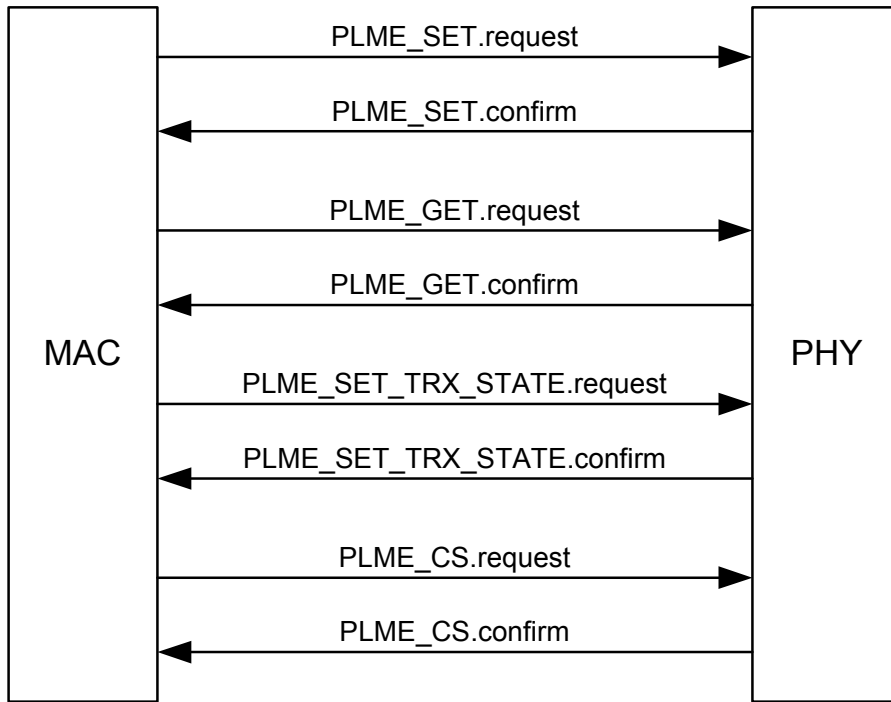 PLME_SET.request
PLME_SET.confirm
PLME_GET.request
PLME_GET.confirm
MAC
PHY
PLME_SET_TRX_STATE.request
PLME_SET_TRX_STATE.confirm
PLME_CS.request
PLME_CS.confirm